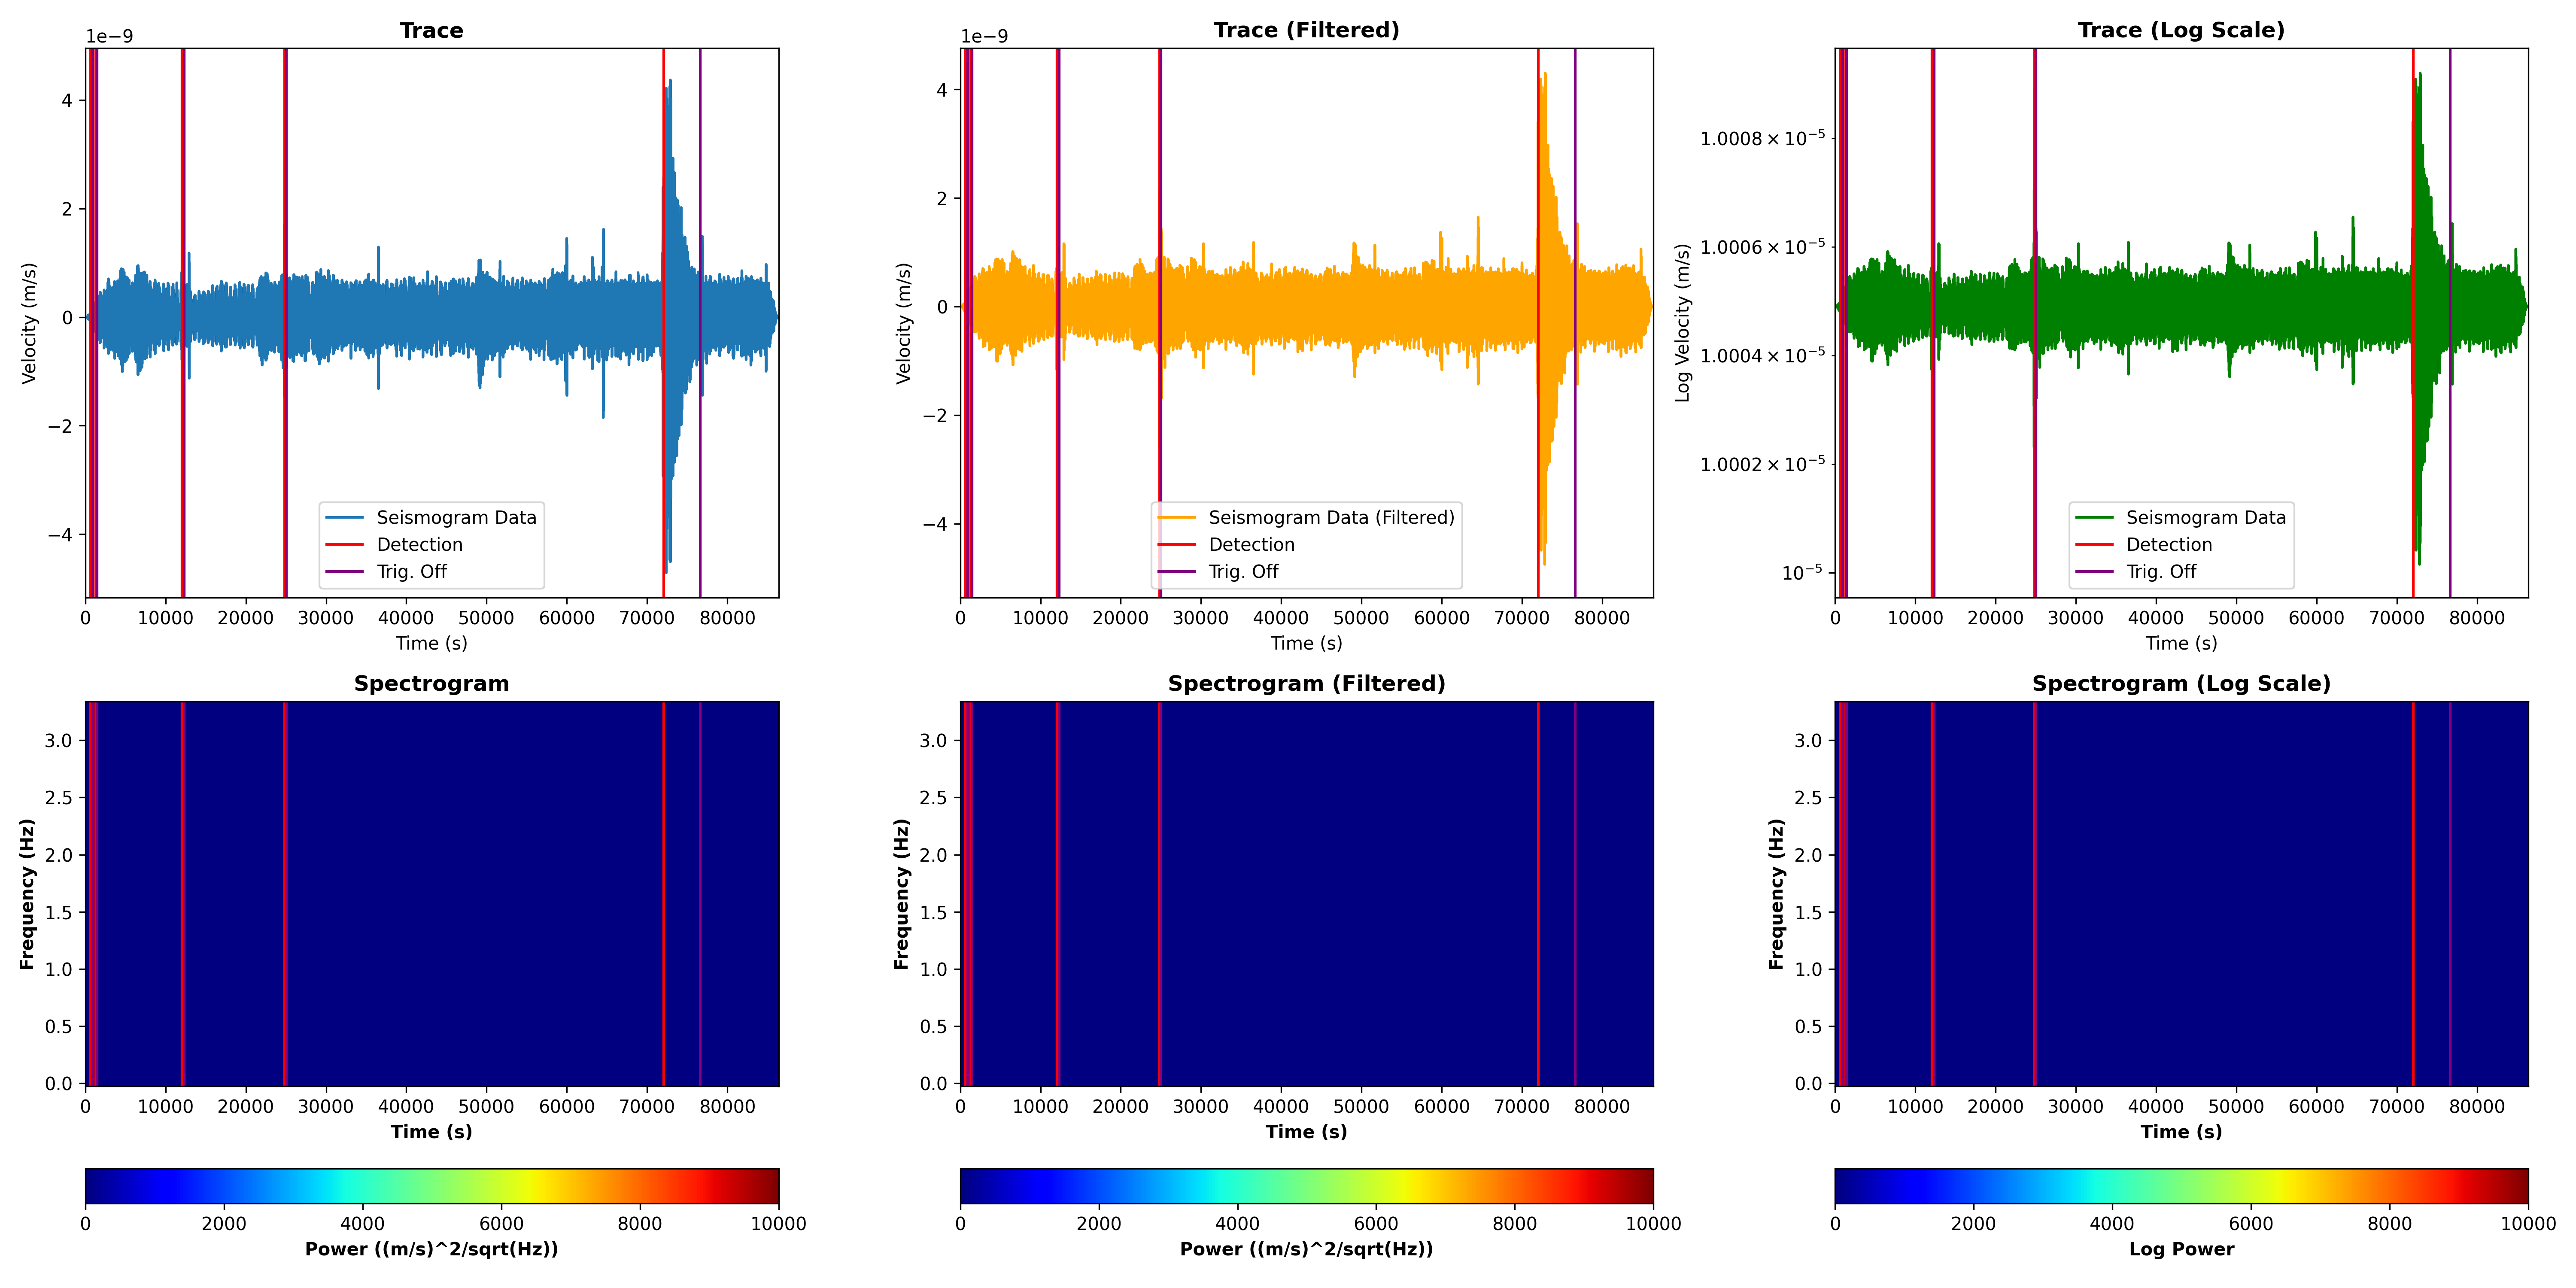 Trace
1e−9
Velocity (m/s)
4
2
0
−2
−4
Seismogram Data
Detection
Trig. Off
0 10000 20000 30000 40000 50000 60000 70000 80000
Time (s)
Trace (Filtered)
1e−9
Velocity (m/s)
4
2
0
−2
−4
Seismogram Data (Filtered)
Detection
Trig. Off
0 10000 20000 30000 40000 50000 60000 70000 80000
Time (s)
Trace (Log Scale)
Log Velocity (m/s)
1.0008 × 10⁻⁵
1.0006 × 10⁻⁵
1.0004 × 10⁻⁵
1.0002 × 10⁻⁵
10⁻⁵
Seismogram Data
Detection
Trig. Off
0 10000 20000 30000 40000 50000 60000 70000 80000
Time (s)
Spectrogram
Frequency (Hz)
3.0
2.5
2.0
1.5
1.0
0.5
0.0
0 10000 20000 30000 40000 50000 60000 70000 80000
Time (s)
0 2000 4000 6000 8000 10000
Power ((m/s)^2/sqrt(Hz))
Spectrogram (Filtered)
Frequency (Hz)
3.0
2.5
2.0
1.5
1.0
0.5
0.0
0 10000 20000 30000 40000 50000 60000 70000 80000
Time (s)
0 2000 4000 6000 8000 10000
Power ((m/s)^2/sqrt(Hz))
Spectrogram (Log Scale)
Frequency (Hz)
3.0
2.5
2.0
1.5
1.0
0.5
0.0
0 10000 20000 30000 40000 50000 60000 70000 80000
Time (s)
0 2000 4000 6000 8000 10000
Log Power